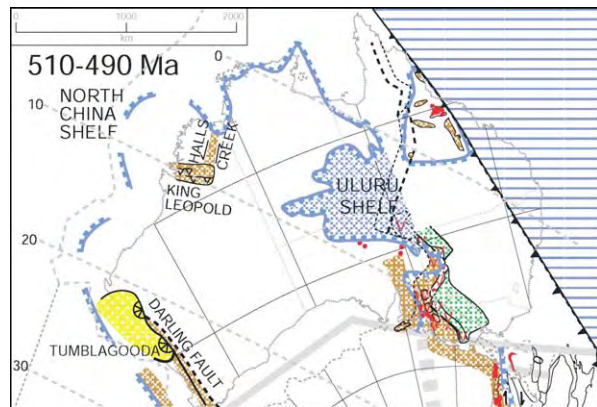 0
1000
2000
km
510-490 Ma
0
10
NORTH
CHINA
SHELF
HALLS
CREEK
KING
LEOPOLD
ULURU
SHELF
20
DARLING FAULT
TUMBLAGOODA
30